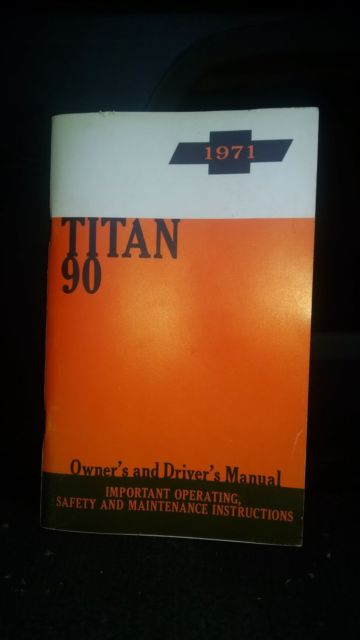 1971
TITAN
90
Owner's and Driver's Manual
IMPORTANT OPERATING,
SAFETY AND MAINTENANCE INSTRUCTIONS